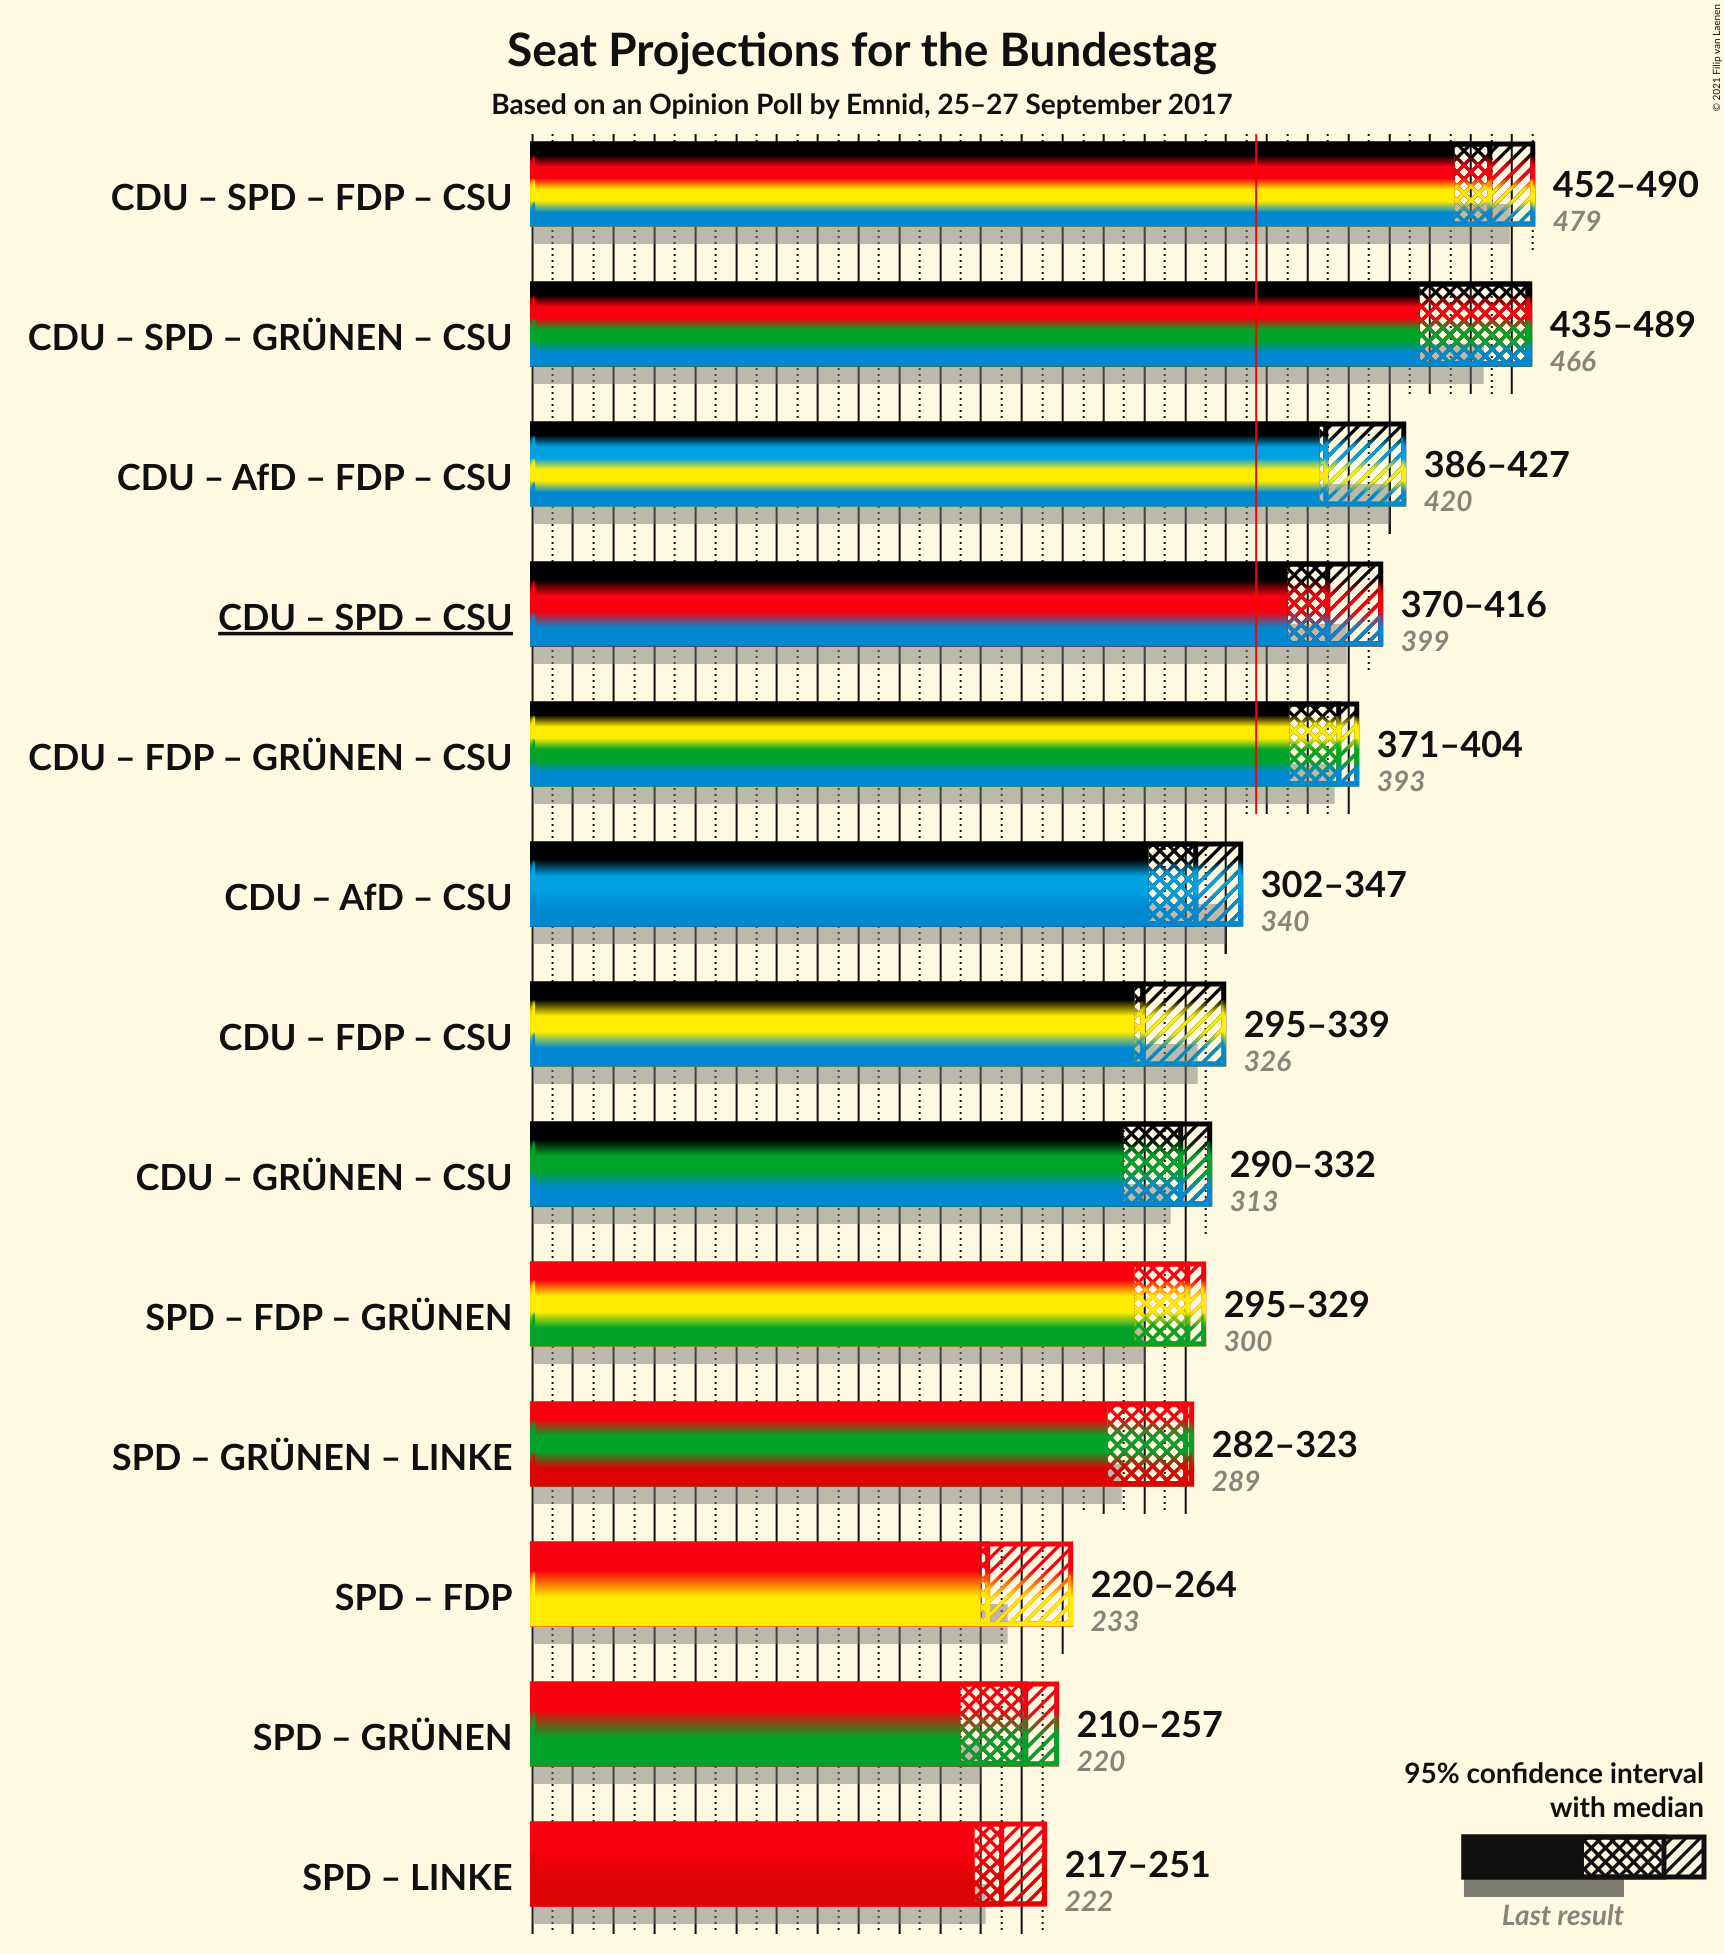 © 2021 Filip van Laenen
Seat Projections for the Bundestag
Based on an Opinion Poll by Emnid, 25–27 September 2017
CDU – SPD – FDP – CSU
452–490
479
CDU – SPD – GRÜNEN – CSU
435–489
466
CDU – AfD – FDP – CSU
386–427
420
CDU – SPD – CSU
370–416
399
CDU – FDP – GRÜNEN – CSU
371–404
393
CDU – AfD – CSU
302–347
340
CDU – FDP – CSU
295–339
326
CDU – GRÜNEN – CSU
290–332
313
SPD – FDP – GRÜNEN
295–329
300
SPD – GRÜNEN – LINKE
282–323
289
SPD – FDP
220–264
233
SPD – GRÜNEN
210–257
220
SPD – LINKE
217–251
222
95% confidence interval
with median
Last result